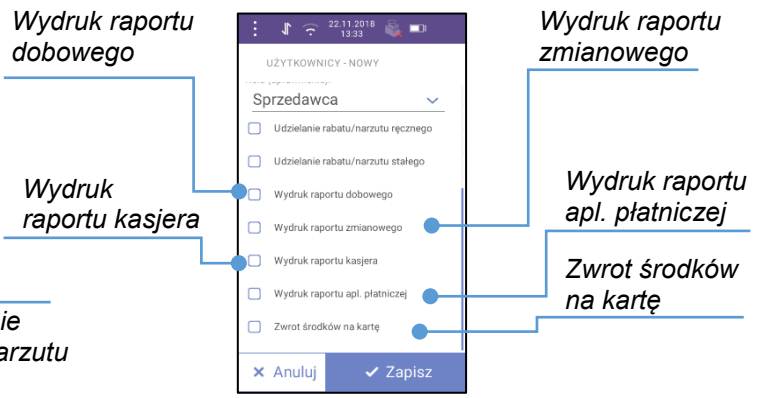 Wydruk raportu
dobowego
Wydruk
raportu kasjera
ie
arzutu
22.11.2018
13:33
UŻYTKOWNICY - NOWY
Sprzedawca
Udzielanie rabatu/narzutu ręcznego
Udzielanie rabatu/narzutu stałego
Wydruk raportu dobowego
Wydruk raportu zmianowego
Wydruk raportu kasjera
Wydruk raportu apl. płatniczej
Zwrot środków na kartę
Anuluj
Zapisz
Wydruk raportu
zmianowego
Wydruk raportu
apl. płatniczej
Zwrot środków
na kartę